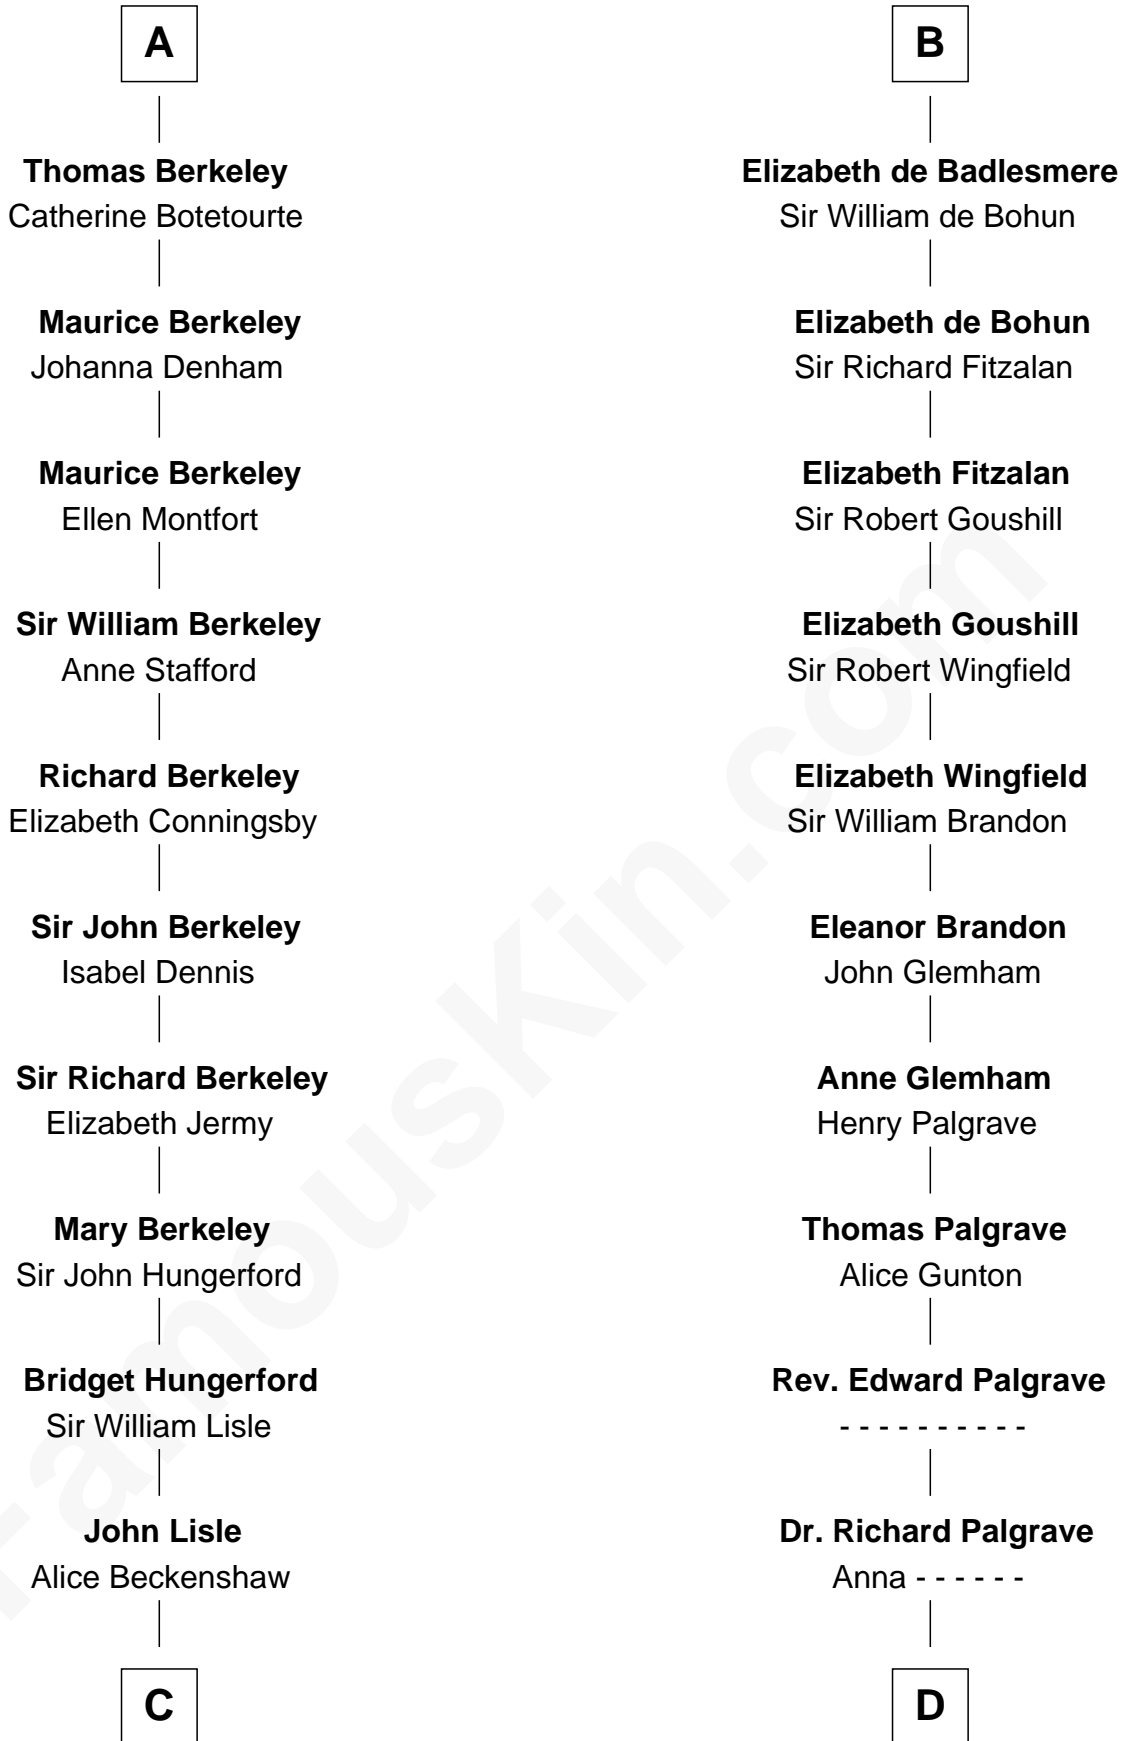 A
Thomas Berkeley
Catherine Botetourte
Maurice Berkeley
Johanna Denham
Maurice Berkeley
Ellen Montfort
Sir William Berkeley
Anne Stafford
Richard Berkeley
Elizabeth Conningsby
Sir John Berkeley
Isabel Dennis
Sir Richard Berkeley
Elizabeth Jermy
Mary Berkeley
Sir John Hungerford
Bridget Hungerford
Sir William Lisle
John Lisle
Alice Beckenshaw
C
B
Elizabeth de Badlesmere
Sir William de Bohun
Elizabeth de Bohun
Sir Richard Fitzalan
Elizabeth Fitzalan
Sir Robert Goushill
Elizabeth Goushill
Sir Robert Wingfield
Elizabeth Wingfield
Sir William Brandon
Eleanor Brandon
John Glemham
Anne Glemham
Henry Palgrave
Thomas Palgrave
Alice Gunton
Rev. Edward Palgrave
- - - - - - - - - -
Dr. Richard Palgrave
Anna - - - - - -
D
FamousKin.com